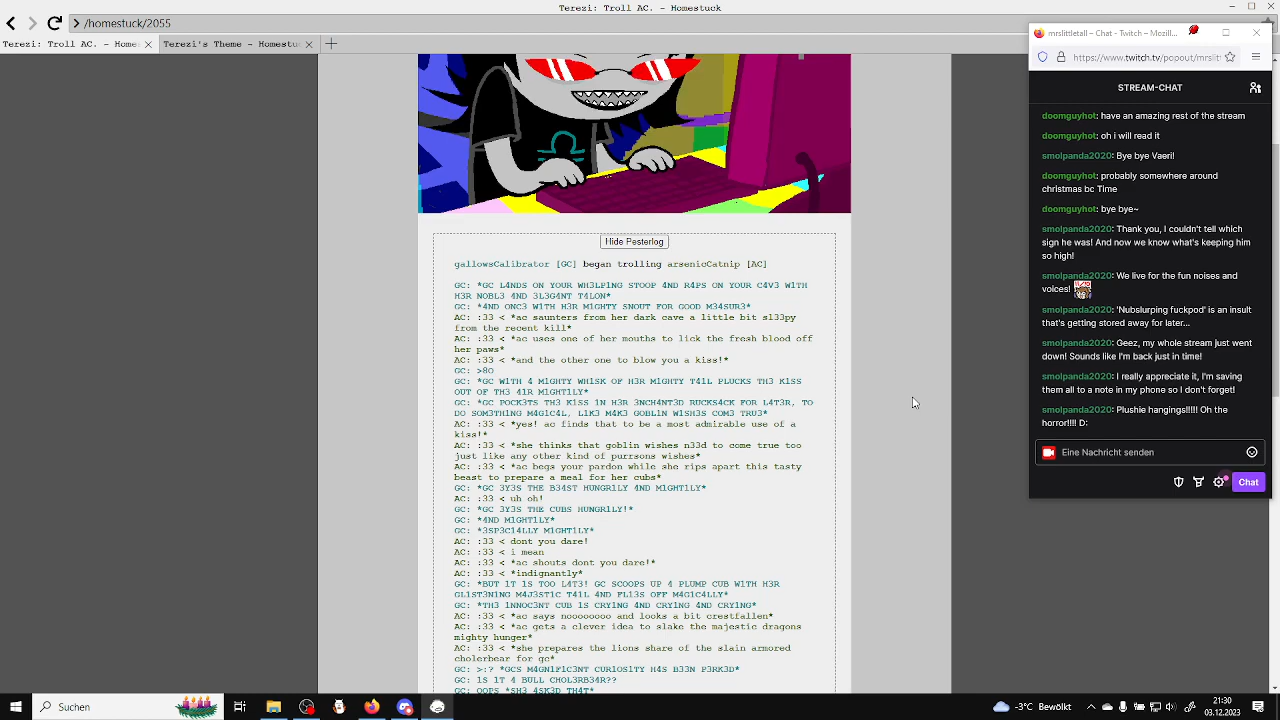 Terezi: Troll AC. - Homestuck
/homestuck/2055
Terezi: Troll AC. - Home:
Terezi's Theme - Homestu
gallowsCalibrator [GC] began trolling arsenicCatnip [AC]
Hide Pesterlog
GC: *GC L4NDS ON YOUR WH3LP1NG STOOP 4ND R4PS ON YOUR C4V3 W1TH
H3R NOBL3 4ND 3L3G4NT T4LON*
GC: *4ND ONC3 W1TH H3R M1GHTY SNOUT FOR GOOD M34SUR3*
AC: :33 < *ac saunters from her dark cave a little bit sl33py
from the recent kill*
AC: :33 < *ac uses one of her mouths to lick the fresh blood off
her paws*
AC: :33 < *and the other one to blow you a kiss!*
GC: >8O
GC: *GC W1TH 4 M1GHTY WH1SK OF H3R M1GHTY T41L PLUCKS TH3 K1SS
OUT OF TH3 41R M1GHT1LY*
GC: *GC POCK3TS TH3 K1SS 1N H3R 3NCH4NT3D RUCKS4CK FOR L4T3R, TO
DO SOM3TH1NG M4G1C4L, L1K3 M4K3 GOBL1N W1SH3S COM3 TRU3*
AC: :33 < *yes! ac finds that to be a most admirable use of a
kiss!*
AC: :33 < *she thinks that goblin wishes n33d to come true too
just like any other kind of purrsons wishes*
AC: :33 < *ac begs your pardon while she rips apart this tasty
beast to prepare a meal for her cubs*
GC: *GC 3Y3S THE B34ST HUNGR1LY 4ND M1GHT1LY*
AC: :33 < uh oh!
GC: *GC 3Y3S THE CUBS HUNGR1LY!*
GC: *4ND M1GHT1LY*
GC: *3SP3C14LLY M1GHT1LY*
AC: :33 < dont you dare!
AC: :33 < i mean
AC: :33 < *ac shouts dont you dare!*
AC: :33 < *indignantly*
GC: *BUT 1T 1S TOO L4T3! GC SCOOPS UP 4 PLUMP CUB W1TH H3R
GL1ST3N1NG M4J3ST1C T41L 4ND FL13S OFF M4G1C4LLY*
GC: *TH3 1NNOC3NT CUB 1S CRY1NG 4ND CRY1NG 4ND CRY1NG*
AC: :33 < *ac says noooooooo and looks a bit crestfallen*
AC: :33 < *ac gets a clever idea to slake the majestic dragons
mighty hunger*
AC: :33 < *she prepares the lions share of the slain armored
cholerbear for gc*
GC: >:? *GCS M4GN1F1C3NT CUR1OS1TY H4S B33N P3RK3D*
GC: 1S 1T 4 BULL CHOL3RB34R??
GC: OOPS *SH3 4SK3D TH4T*
mrslittletall – Chat - Twitch – Mozill...
https://www.twitch.tv/popout/mrslit
STREAM-CHAT
doomguyhot: have an amazing rest of the stream
doomguyhot: oh i will read it
smolpanda2020: Bye bye Vaeri!
doomguyhot: probably somewhere around
christmas bc Time
doomguyhot: bye bye~
smolpanda2020: Thank you, I couldn't tell which
sign he was! And now we know what's keeping him
so high!
smolpanda2020: We live for the fun noises and
voices!
smolpanda2020: 'Nubslurping fuckpod' is an insult
that's getting stored away for later...
smolpanda2020: Geez, my whole stream just went
down! Sounds like I'm back just in time!
smolpanda2020: I really appreciate it, I'm saving
them all to a note in my phone so I don't forget!
smolpanda2020: Plushie hangings!!!!! Oh the
horror!!!! D:
Eine Nachricht senden
Chat
Suchen
-3°C Bewölkt
21:30
03.12.2023